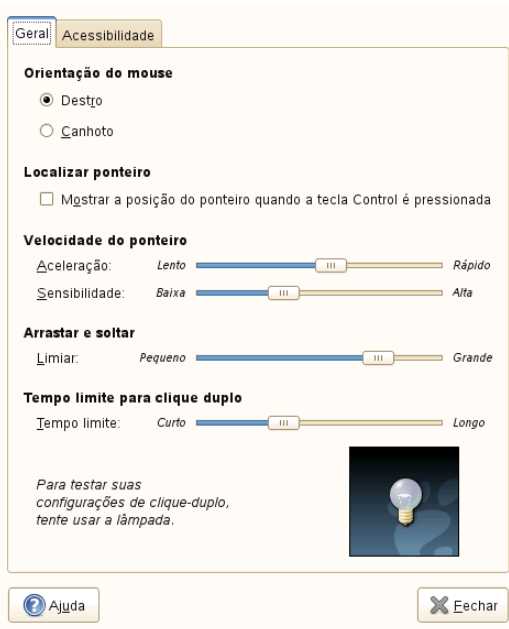 Geral Acessibilidade
Orientação do mouse
Destro
Canhoto
Localizar ponteiro
Mostrar a posição do ponteiro quando a tecla Control é pressionada
Velocidade do ponteiro
Aceleração: Lento Rápido
Sensibilidade: Baixa Alta
Arrastar e soltar
Limiar: Pequeno Grande
Tempo limite para clique duplo
Tempo limite: Curto Longo
Para testar suas
configurações de clique-duplo,
tente usar a lâmpada.
Ajuda Fechar